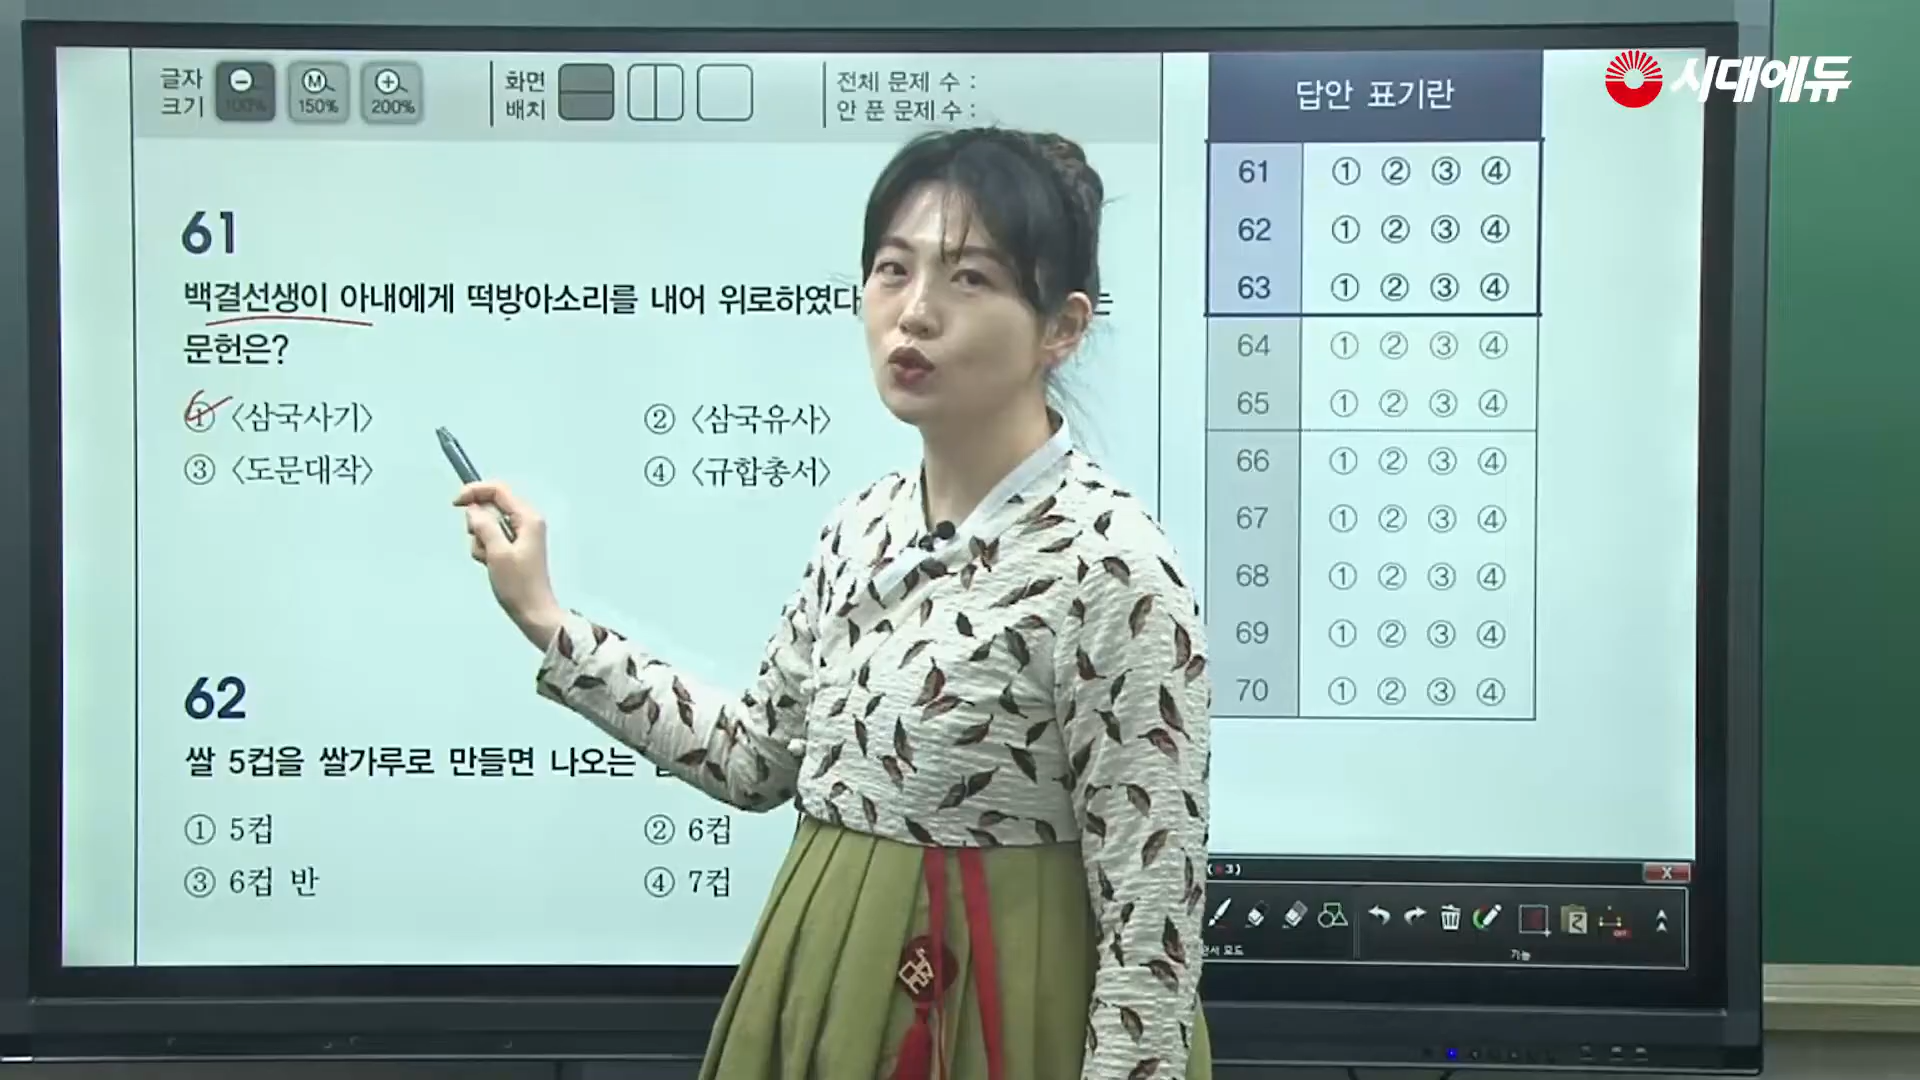 글자 크기 100% 150% 200% 화면 배치 전체 문제 수 :
안 푼 문제 수 :
답안 표기란
시대에듀
61
백결선생이 아내에게 떡방아소리를 내어 위로하였다
문헌은?
① 〈삼국사기〉 ② 〈삼국유사〉
③ 〈도문대작〉 ④ 〈규합총서〉
62
쌀 5컵을 쌀가루로 만들면 나오는
① 5컵 ② 6컵
③ 6컵 반 ④ 7컵
61 ① ② ③ ④
62 ① ② ③ ④
63 ① ② ③ ④
64 ① ② ③ ④
65 ① ② ③ ④
66 ① ② ③ ④
67 ① ② ③ ④
68 ① ② ③ ④
69 ① ② ③ ④
70 ① ② ③ ④
기능